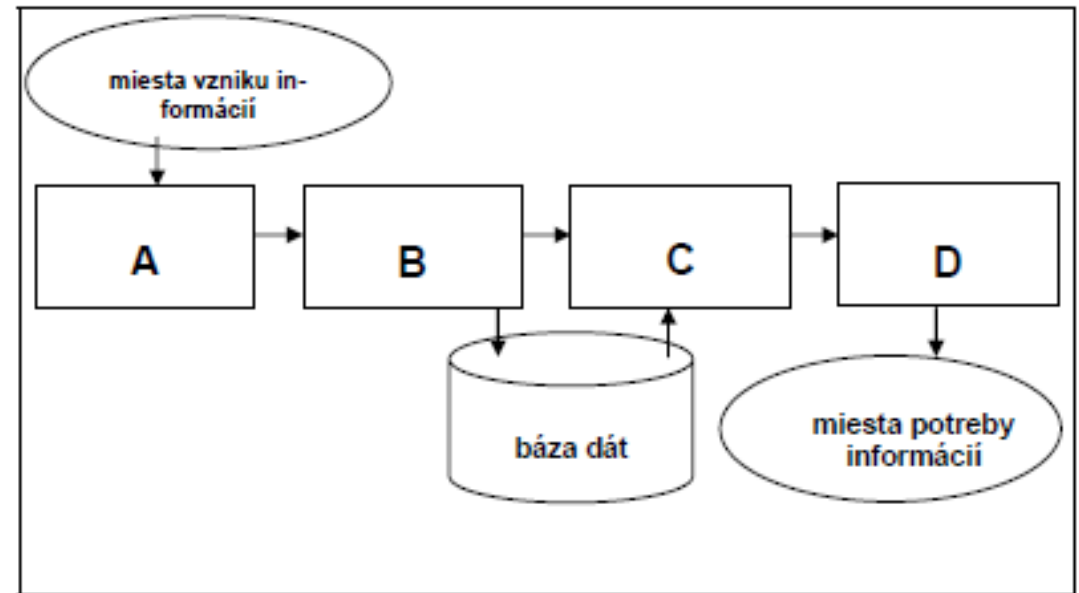 miesta vzniku in-
formácií
A
B
C
D
báza dát
miesta potreby
informácií